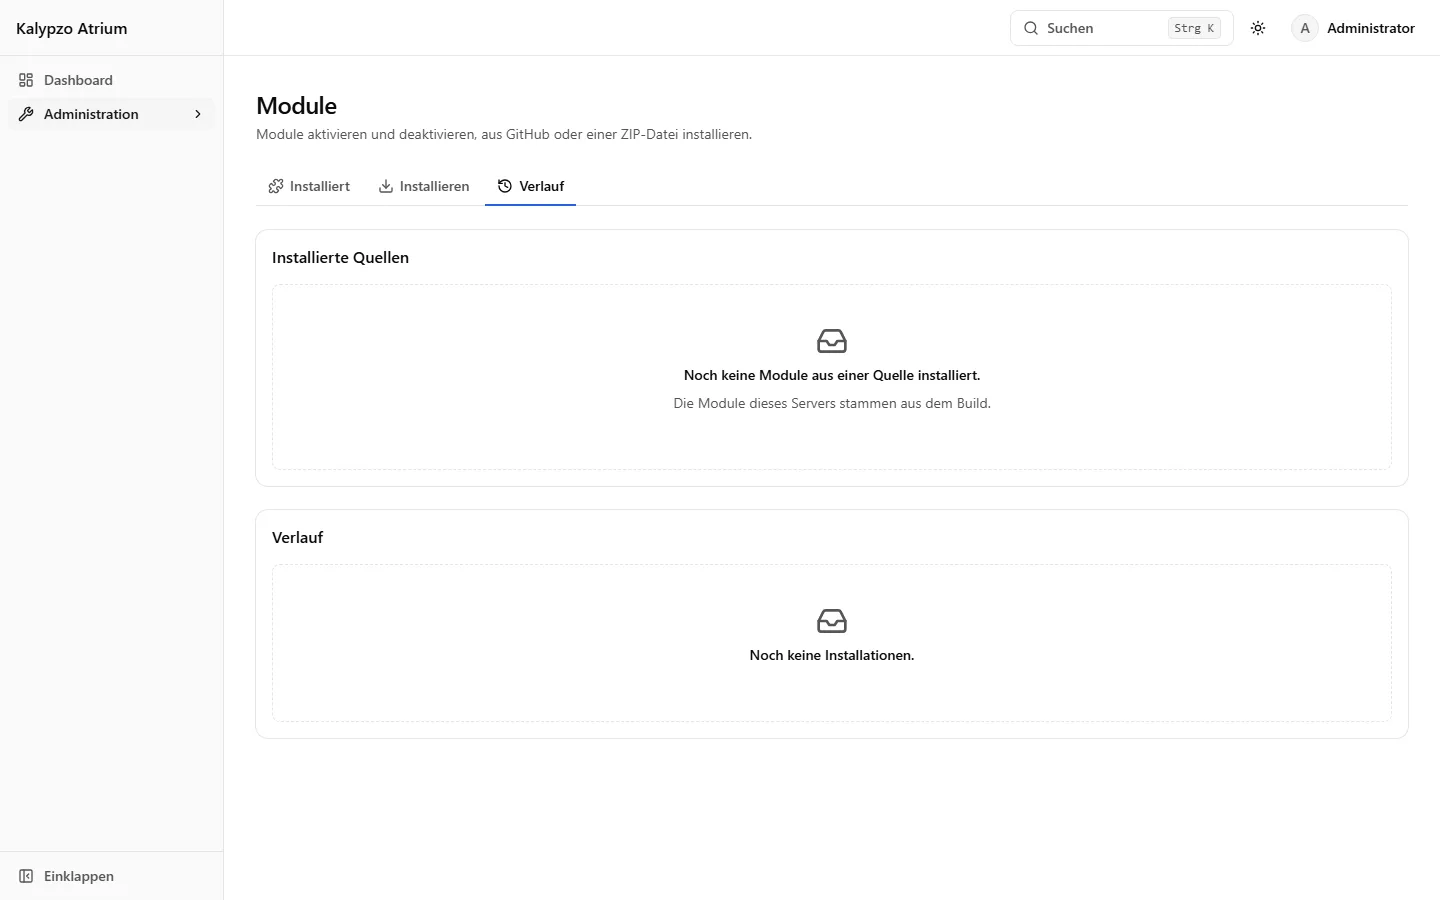 Kalypzo Atrium
Suchen
Strg K
A
Administrator
Dashboard
Administration
Module
Module aktivieren und deaktivieren, aus GitHub oder einer ZIP-Datei installieren.
Installiert
Installieren
Verlauf
Installierte Quellen
Noch keine Module aus einer Quelle installiert.
Die Module dieses Servers stammen aus dem Build.
Verlauf
Noch keine Installationen.
Einklappen